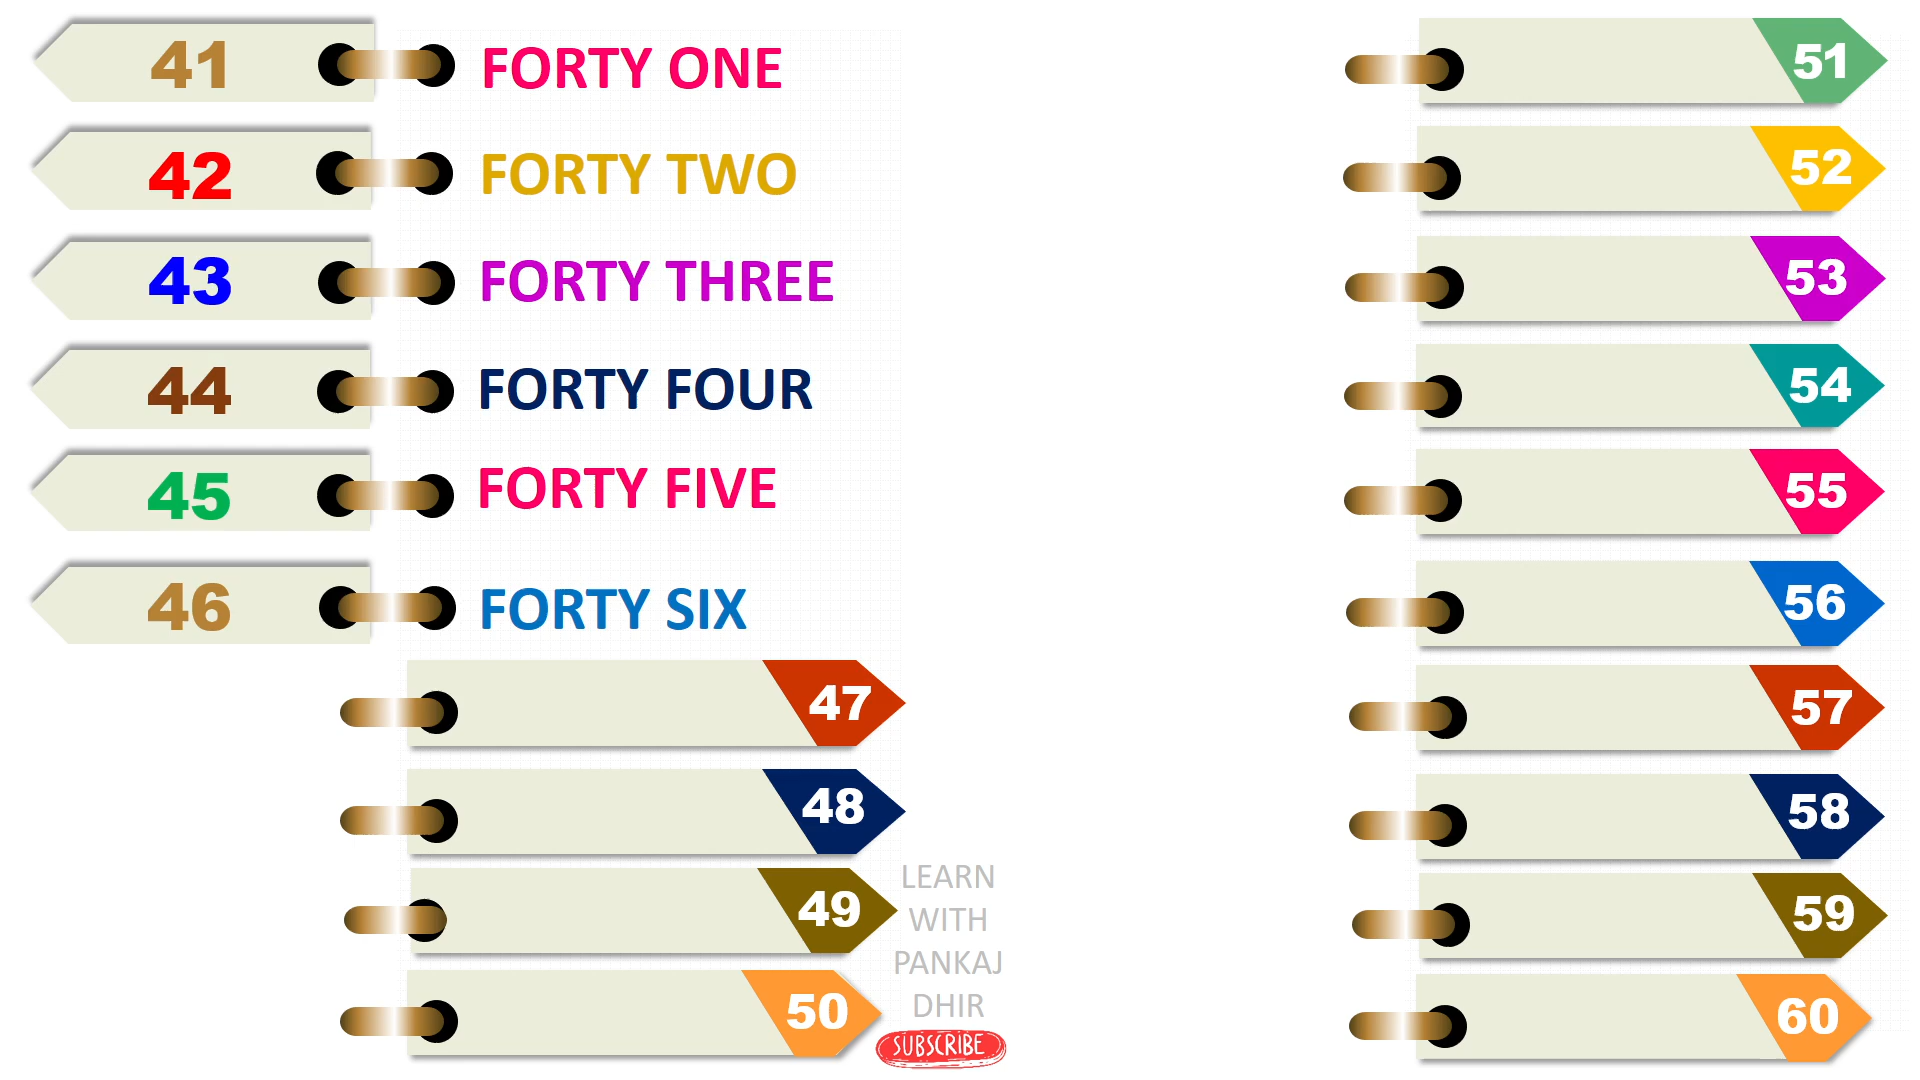 41 FORTY ONE
42 FORTY TWO
43 FORTY THREE
44 FORTY FOUR
45 FORTY FIVE
46 FORTY SIX
47
48
49
50
LEARN
WITH
PANKAJ
DHIR
SUBSCRIBE
51
52
53
54
55
56
57
58
59
60